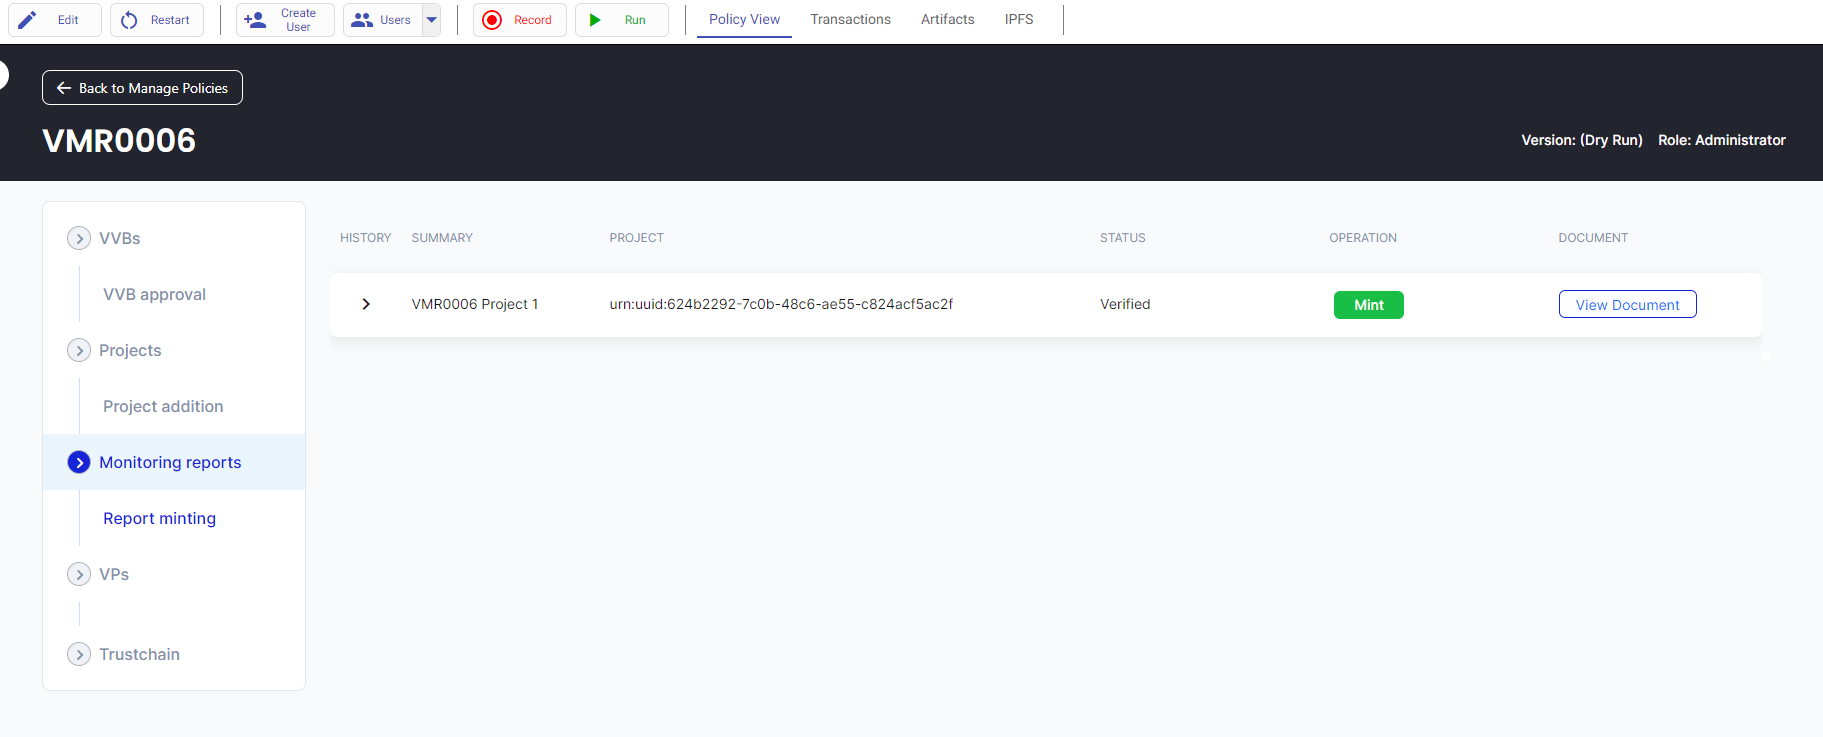 Edit Restart Create User Users Record Run Policy View Transactions Artifacts IPFS
Back to Manage Policies
VMR0006
Version: (Dry Run) Role: Administrator
VVBs
VVB approval
Projects
Project addition
Monitoring reports
Report minting
VPs
Trustchain
HISTORY SUMMARY PROJECT STATUS OPERATION DOCUMENT
VMR0006 Project 1 urn:uuid:624b2292-7c0b-48c6-ae55-c824acf5ac2f Verified Mint View Document